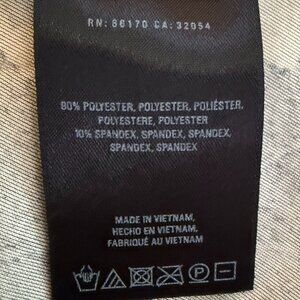 RN: 86170 CA: 32054
90% POLYESTER, POLYESTER, POLIÉSTER,
POLYESTERE, POLYESTER
10% SPANDEX, SPANDEX, SPANDEX,
SPANDEX, SPANDEX
MADE IN VIETNAM,
HECHO EN VIETNAM,
FABRIQUÉ AU VIETNAM
P